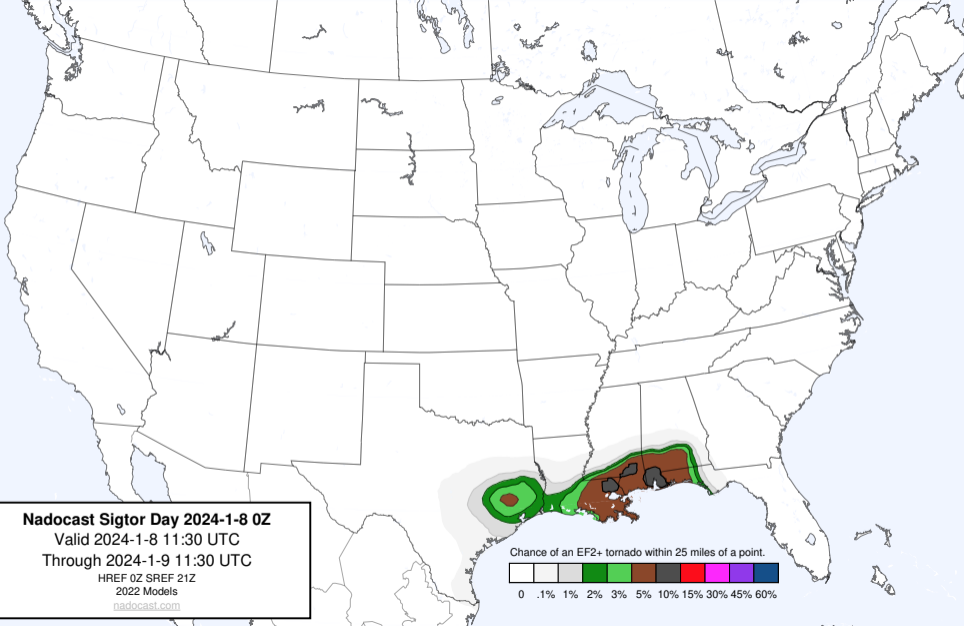 Nadocast Sigtor Day 2024-1-8 0Z
Valid 2024-1-8 11:30 UTC
Through 2024-1-9 11:30 UTC
HREF 0Z SREF 21Z
2022 Models
nadocast.com
Chance of an EF2+ tornado within 25 miles of a point.
0 .1% 1% 2% 3% 5% 10% 15% 30% 45% 60%